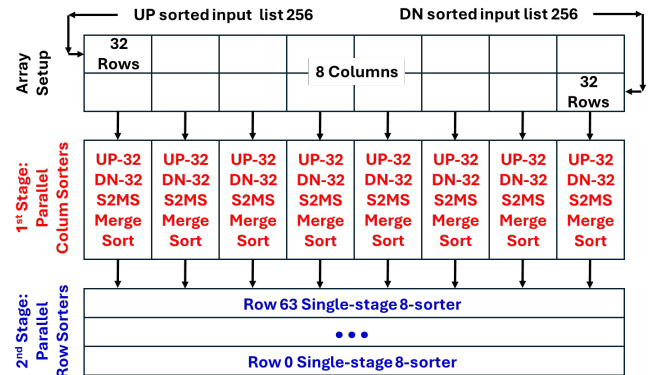 UP sorted input list 256
DN sorted input list 256
Array
Setup
32
Rows
8 Columns
32
Rows
1st Stage:
Parallel
Colum Sorters
UP-32
DN-32
S2MS
Merge
Sort
UP-32
DN-32
S2MS
Merge
Sort
UP-32
DN-32
S2MS
Merge
Sort
UP-32
DN-32
S2MS
Merge
Sort
UP-32
DN-32
S2MS
Merge
Sort
UP-32
DN-32
S2MS
Merge
Sort
UP-32
DN-32
S2MS
Merge
Sort
UP-32
DN-32
S2MS
Merge
Sort
2nd Stage:
Parallel
Row Sorters
Row 63 Single-stage 8-sorter
•••
Row 0 Single-stage 8-sorter